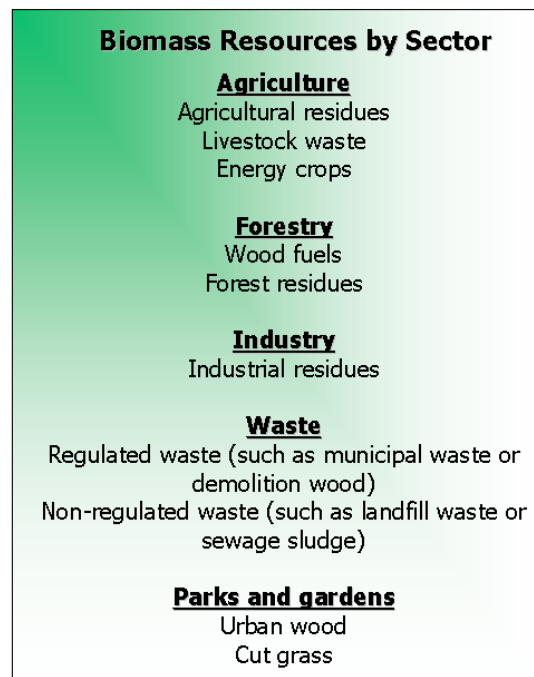 Biomass Resources by Sector
Agriculture
Agricultural residues
Livestock waste
Energy crops
Forestry
Wood fuels
Forest residues
Industry
Industrial residues
Waste
Regulated waste (such as municipal waste or
demolition wood)
Non-regulated waste (such as landfill waste or
sewage sludge)
Parks and gardens
Urban wood
Cut grass